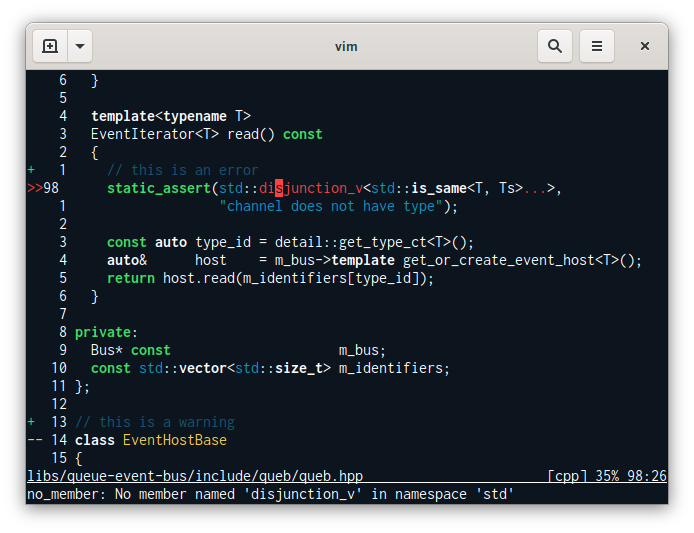 vim
6 }
5
4 template<typename T>
3 EventIterator<T> read() const
2 {
+ 1 // this is an error
>>98 static_assert(std::disjunction_v<std::is_same<T, Ts>...>,
1 "channel does not have type");
2
3 const auto type_id = detail::get_type_ct<T>();
4 auto& host = m_bus->template get_or_create_event_host<T>();
5 return host.read(m_identifiers[type_id]);
6 }
7
8 private:
9 Bus* const m_bus;
10 const std::vector<std::size_t> m_identifiers;
11 };
12
+ 13 // this is a warning
-- 14 class EventHostBase
15 {
libs/queue-event-bus/include/queb/queb.hpp [cpp] 35% 98:26
no_member: No member named 'disjunction_v' in namespace 'std'